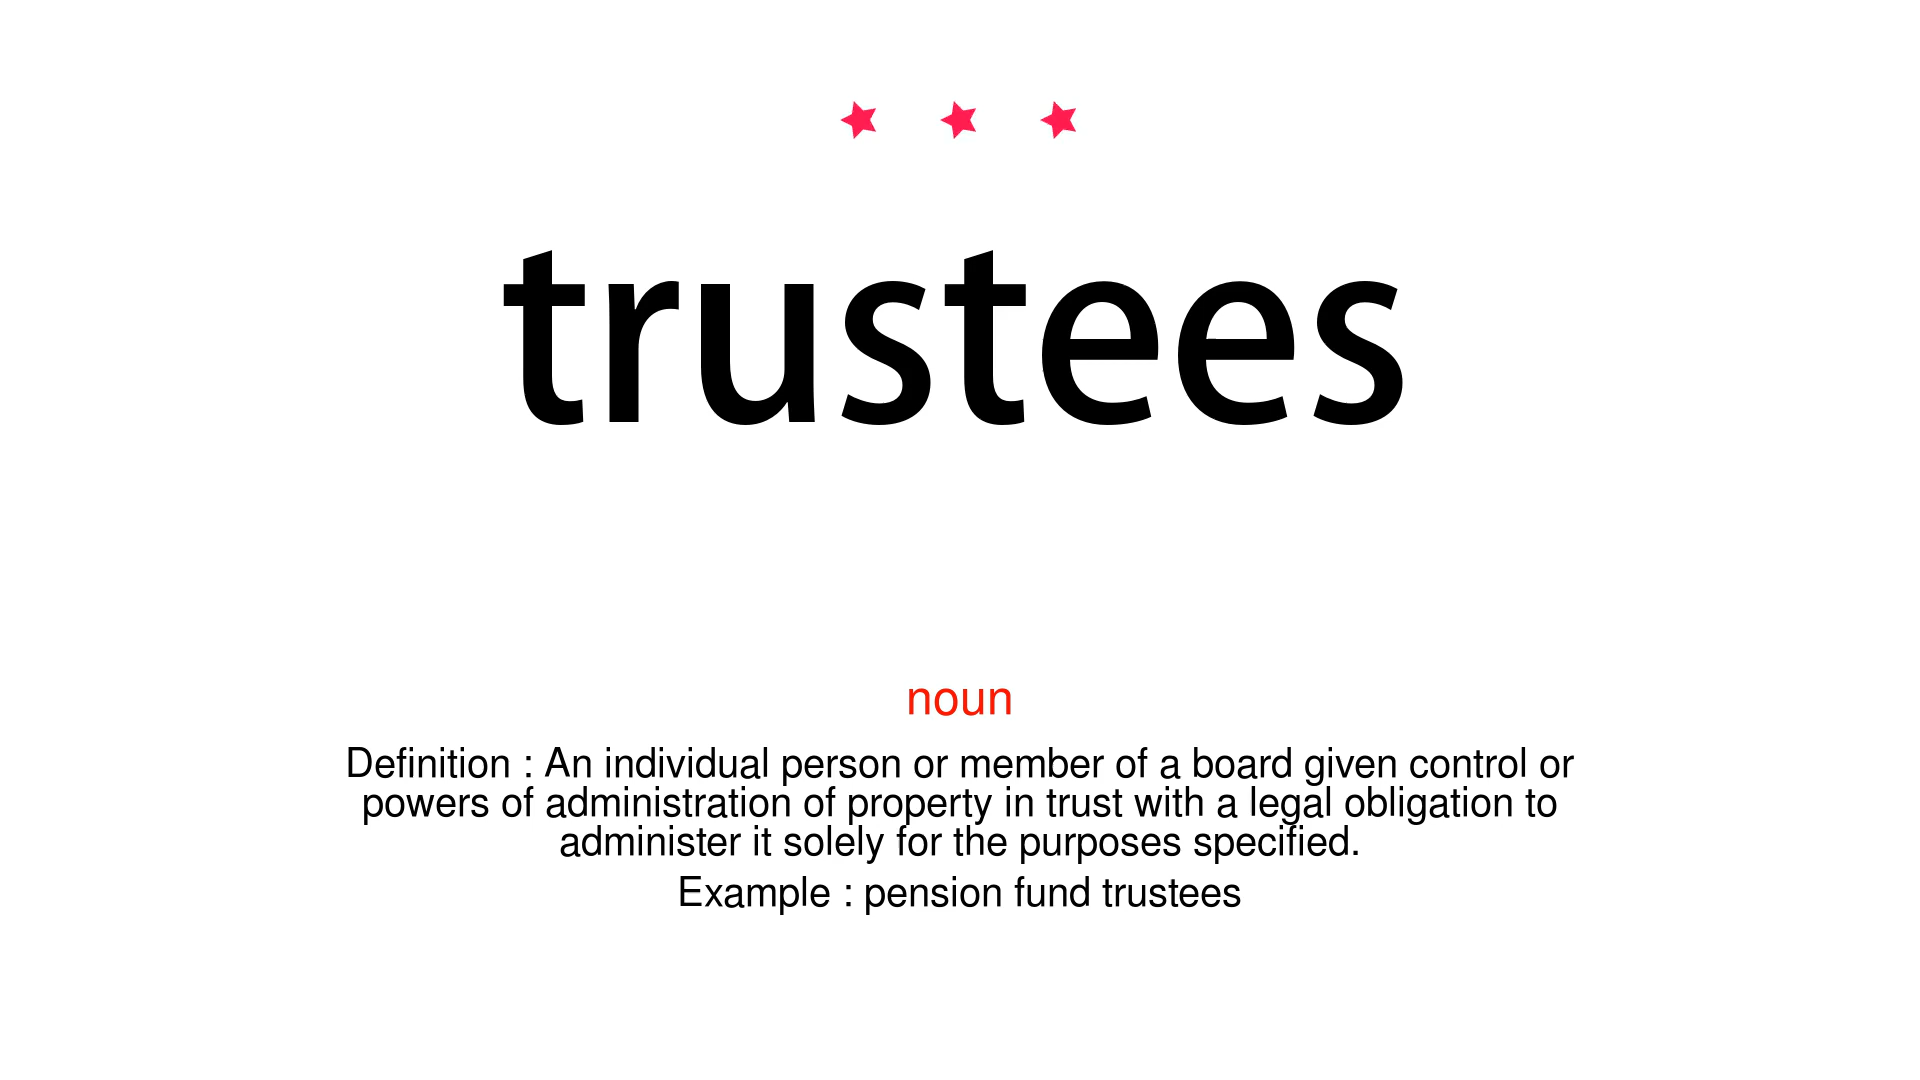 trustees
noun
Definition : An individual person or member of a board given control or
powers of administration of property in trust with a legal obligation to
administer it solely for the purposes specified.
Example : pension fund trustees